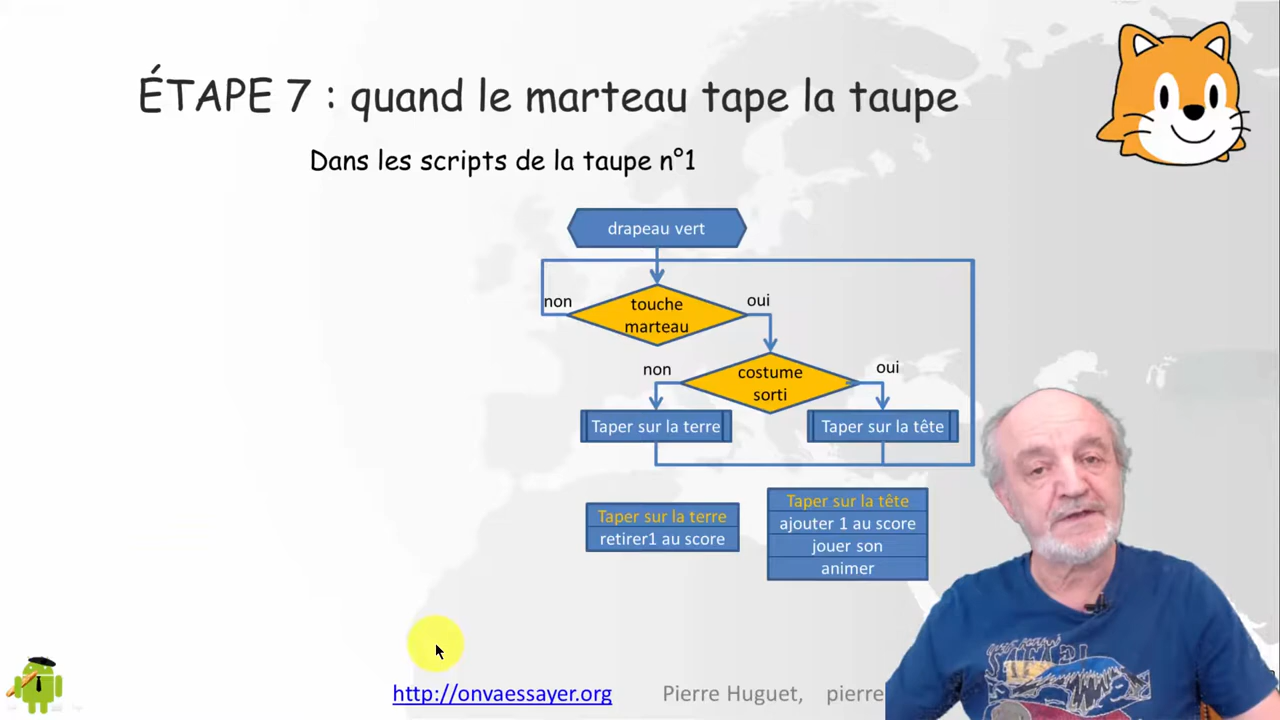 ÉTAPE 7 : quand le marteau tape la taupe
Dans les scripts de la taupe n°1
drapeau vert
non
oui
touche
marteau
non
oui
costume
sorti
Taper sur la terre
Taper sur la tête
Taper sur la terre
retirer1 au score
Taper sur la tête
ajouter 1 au score
jouer son
animer
http://onvaessayer.org
Pierre Huguet, pierre